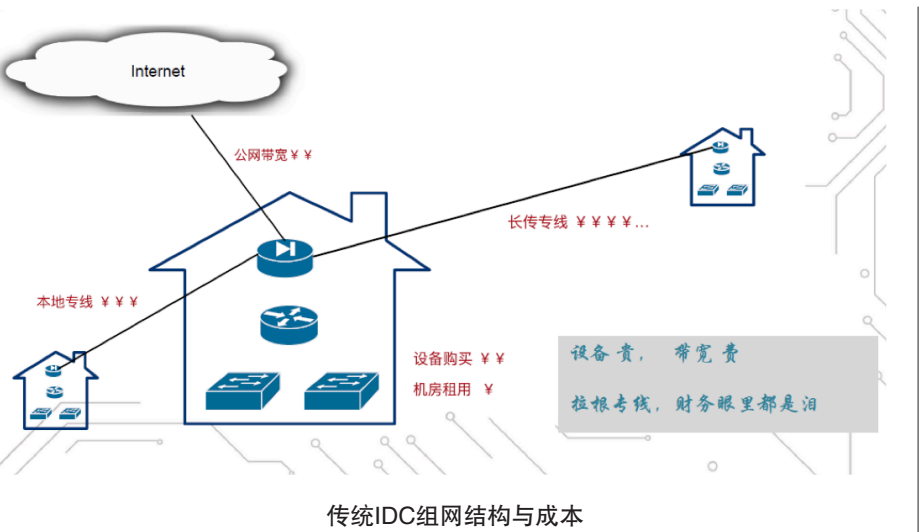 Internet
公网带宽￥￥
长传专线 ￥￥￥￥...
本地专线 ￥￥￥
设备购买 ￥￥
机房租用 ￥
设备贵， 带宽费
拉根专线，财务眼里都是泪
传统IDC组网结构与成本